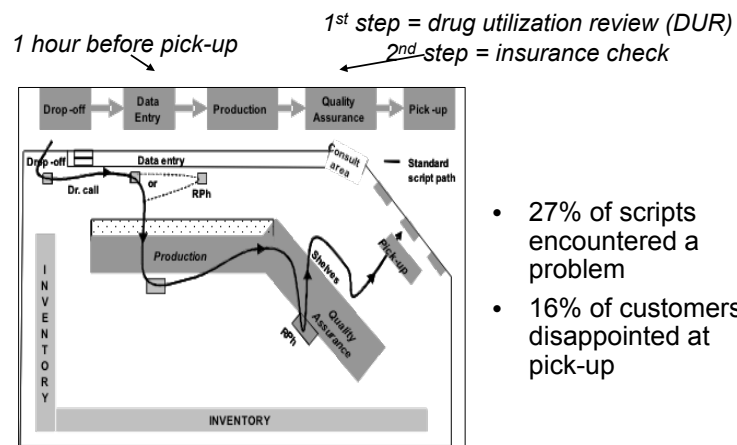 1 hour before pick-up
1st step = drug utilization review (DUR)
2nd step = insurance check
Drop -off
Data
Entry
Production
Quality
Assurance
Pick -up
Drop -off
Data entry
Consult
area
Standard
script path
Dr. call
or
RPh
Production
Shelves
Pick-up
RPh
Quality
Assurance
INVENTORY
INVENTORY
• 27% of scripts
encountered a
problem
• 16% of customers
disappointed at
pick-up